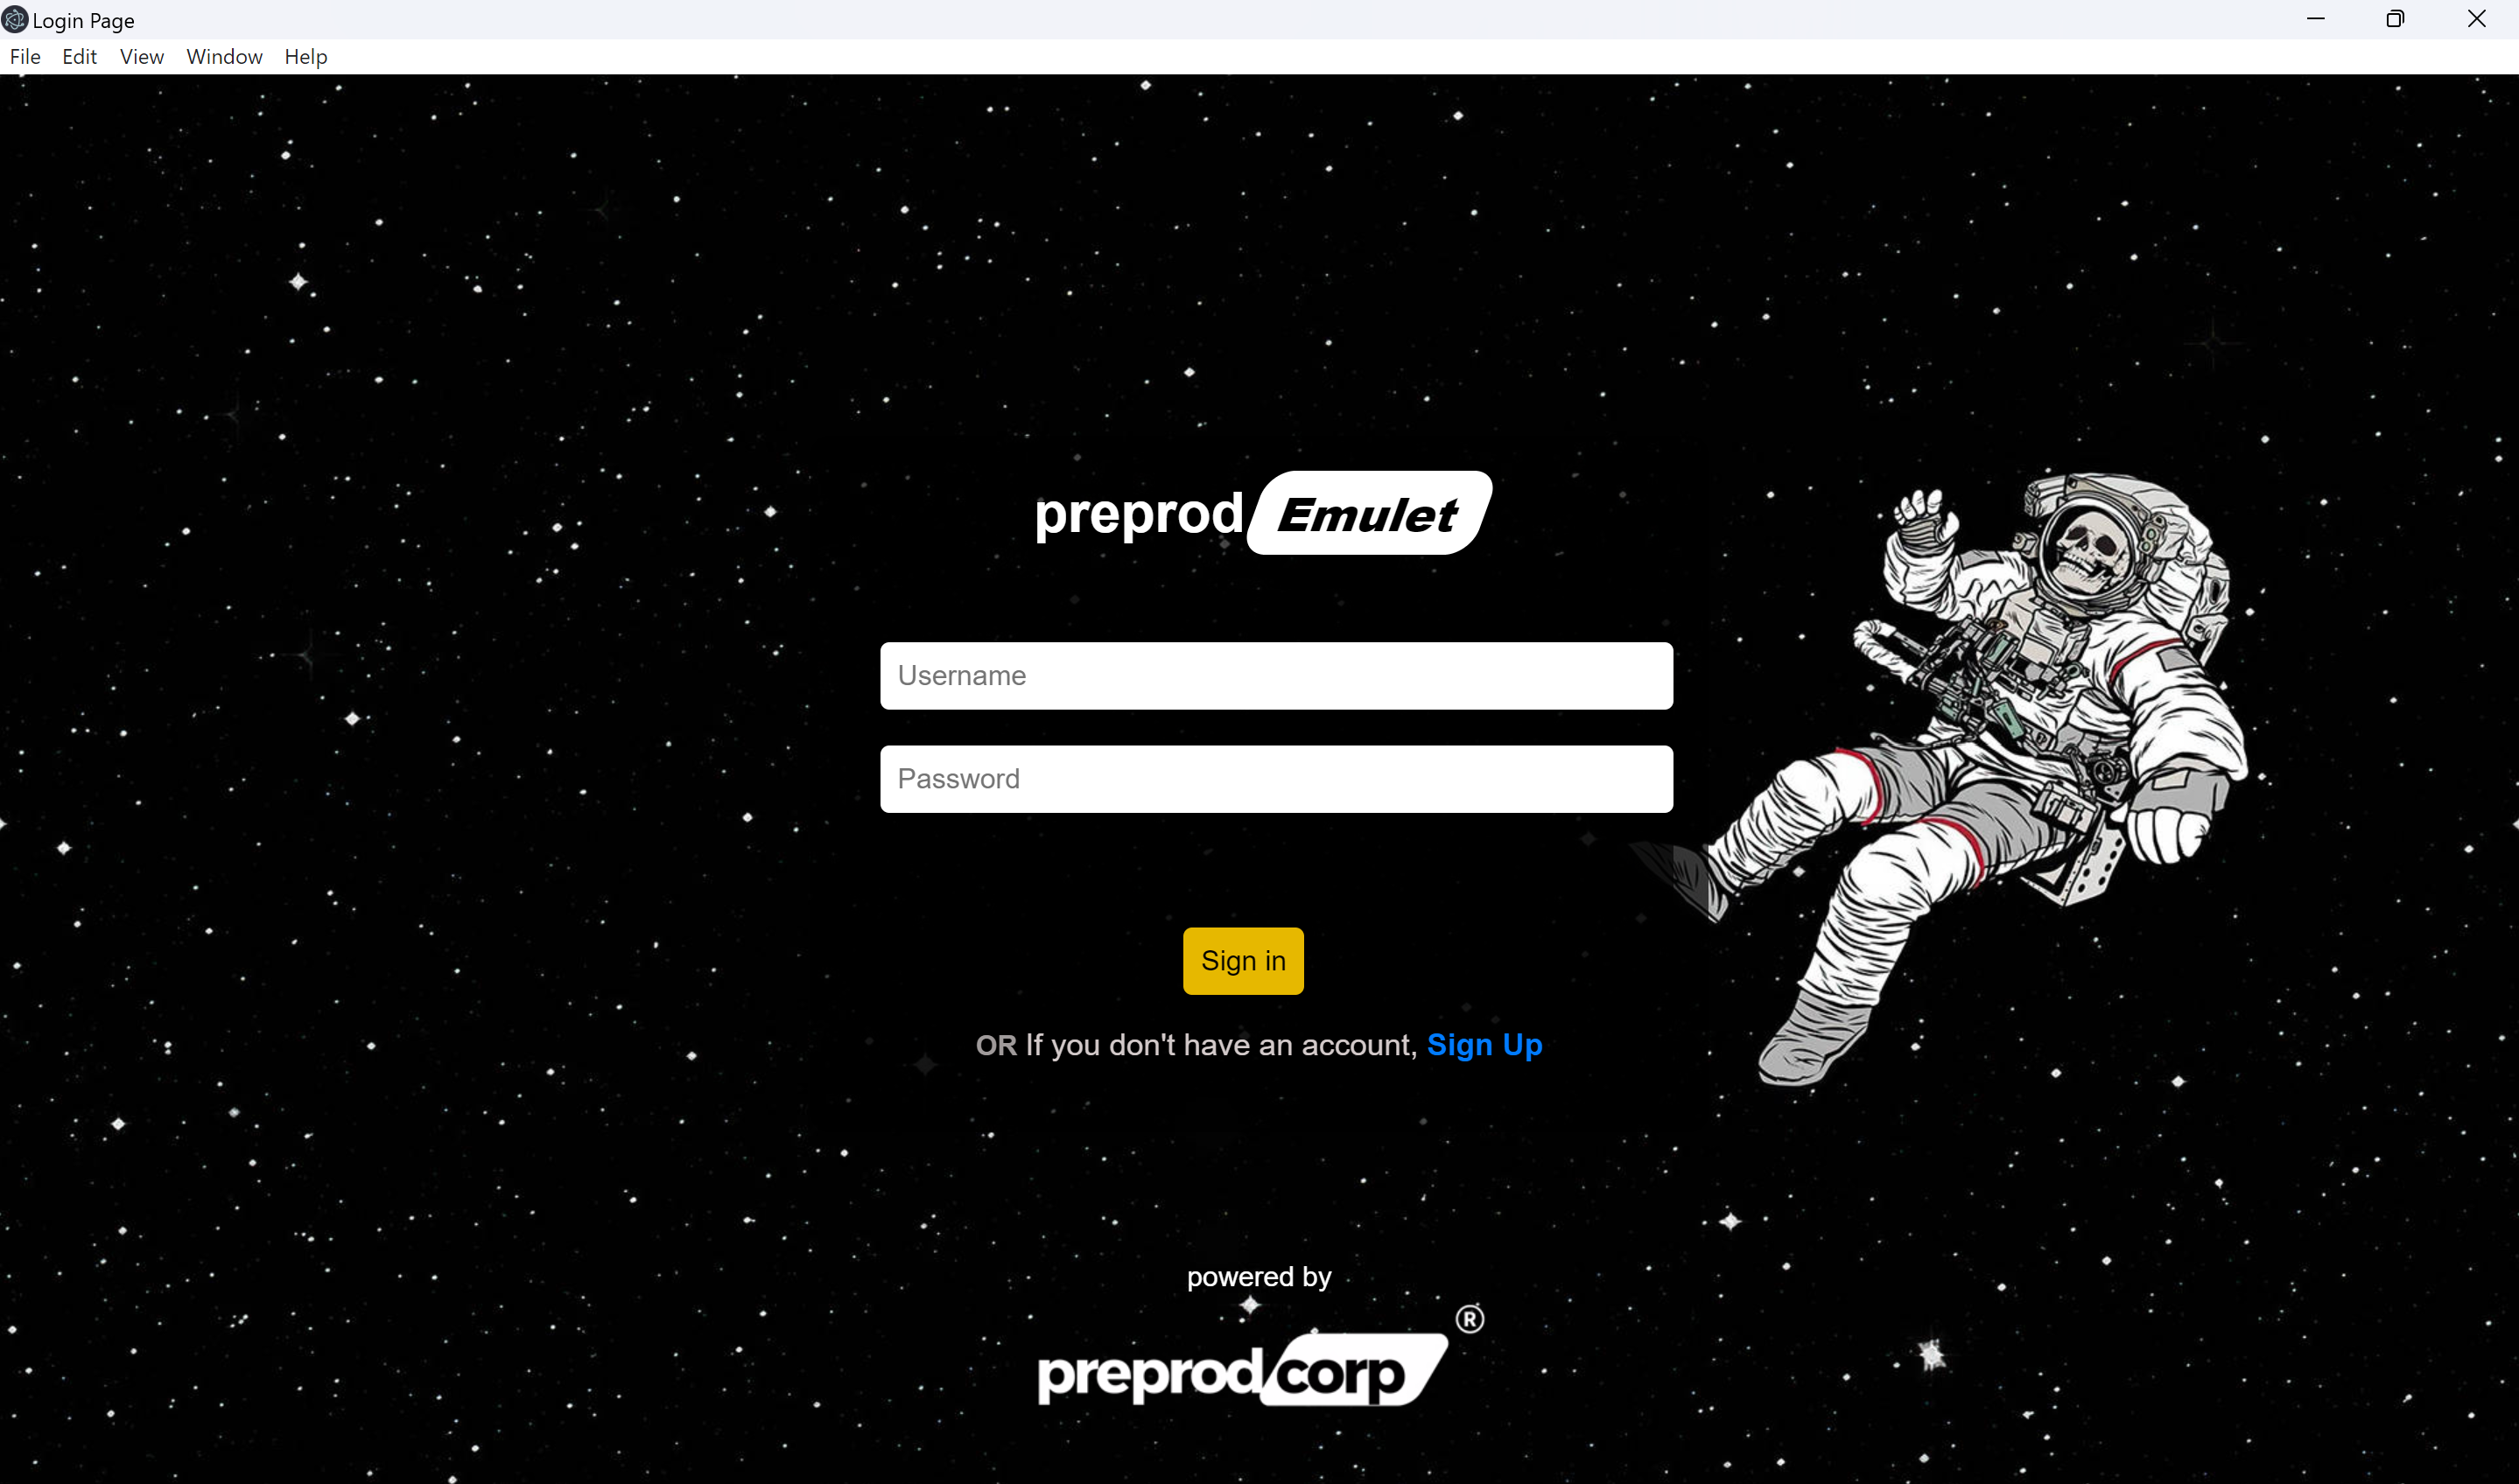 Login Page
File Edit View Window Help
preprod Emulet
Username
Password
Sign in
OR If you don't have an account, Sign Up
powered by
preprod corp ®